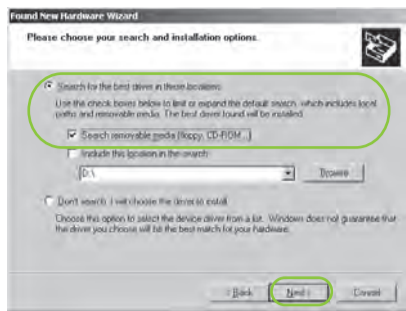 Found New Hardware Wizard
Please choose your search and installation options.
Search for the best driver in these locations.
Use the check boxes below to limit or expand the default search, which includes local
paths and removable media. The best driver found will be installed.
Search removable media (floppy, CD-ROM...)
Include this location in the search:
D:\
Browse
Don't search. I will choose the driver to install.
Choose this option to select the device driver from a list. Windows does not guarantee that
the driver you choose will be the best match for your hardware.
< Back
Next >
Cancel